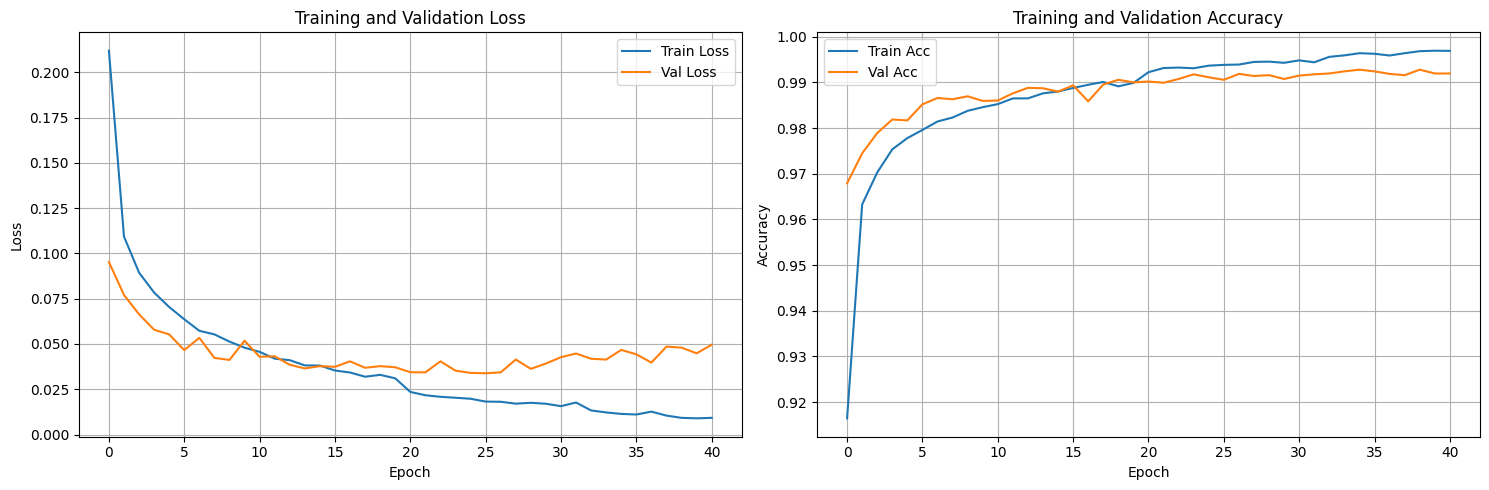 Training and Validation Loss
Train Loss
Val Loss
0.200
0.175
0.150
0.125
0.100
0.075
0.050
0.025
0.000
Loss
0 5 10 15 20 25 30 35 40
Epoch
Training and Validation Accuracy
Train Acc
Val Acc
1.00
0.99
0.98
0.97
0.96
0.95
0.94
0.93
0.92
Accuracy
0 5 10 15 20 25 30 35 40
Epoch